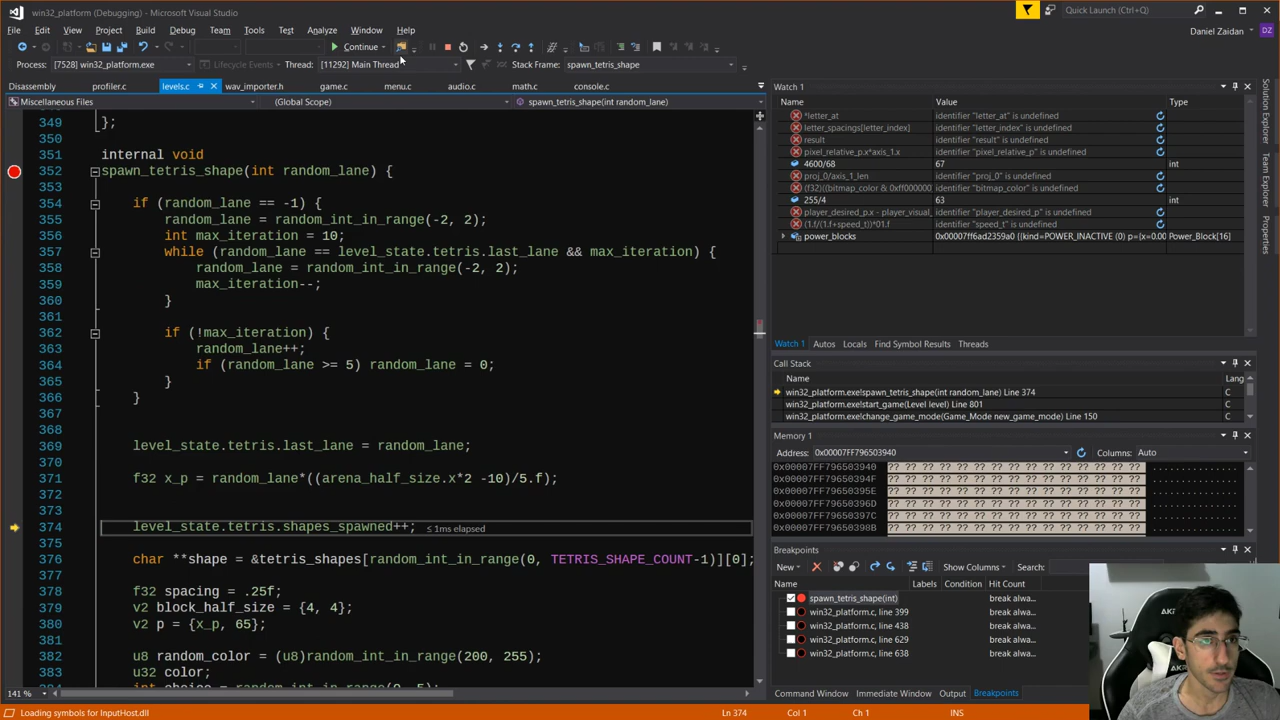 win32_platform (Debugging) - Microsoft Visual Studio
Quick Launch (Ctrl+Q)
File Edit View Project Build Debug Team Tools Test Analyze Window Help
Daniel Zaidan DZ
Continue
Process: [7528] win32_platform.exe Lifecycle Events Thread: [11292] Main Thread Stack Frame: spawn_tetris_shape
Disassembly profiler.c levels.c wav_importer.h game.c menu.c audio.c math.c console.c
Miscellaneous Files (Global Scope) spawn_tetris_shape(int random_lane)
349 };
350
351 internal void
352 spawn_tetris_shape(int random_lane) {
353
354 if (random_lane == -1) {
355 random_lane = random_int_in_range(-2, 2);
356 int max_iteration = 10;
357 while (random_lane == level_state.tetris.last_lane && max_iteration) {
358 random_lane = random_int_in_range(-2, 2);
359 max_iteration--;
360 }
361
362 if (!max_iteration) {
363 random_lane++;
364 if (random_lane >= 5) random_lane = 0;
365 }
366 }
367
368
369 level_state.tetris.last_lane = random_lane;
370
371 f32 x_p = random_lane*((arena_half_size.x*2 -10)/5.f);
372
373
374 level_state.tetris.shapes_spawned++; ≤ 1ms elapsed
375
376 char **shape = &tetris_shapes[random_int_in_range(0, TETRIS_SHAPE_COUNT-1)][0];
377
378 f32 spacing = .25f;
379 v2 block_half_size = {4, 4};
380 v2 p = {x_p, 65};
381
382 u8 random_color = (u8)random_int_in_range(200, 255);
383 u32 color;
141 %
Watch 1
Name Value Type
*letter_at identifier "letter_at" is undefined
letter_spacings[letter_index] identifier "letter_index" is undefined
result identifier "result" is undefined
pixel_relative_p.x*axis_1.x identifier "pixel_relative_p" is undefined
4600/68 67 int
proj_0/axis_1_len identifier "proj_0" is undefined
(f32)((bitmap_color & 0xff000000 identifier "bitmap_color" is undefined
255/4 63 int
player_desired_p.x - player_visual_ identifier "player_desired_p" is undefined
(1.f/(1.f+speed_t))*01.f identifier "speed_t" is undefined
power_blocks 0x00007ff6ad2359a0 {{kind=POWER_INACTIVE (0) p={x=0.00 Power_Block[16]
Watch 1 Autos Locals Find Symbol Results Threads
Call Stack
Name Lang
win32_platform.exe!spawn_tetris_shape(int random_lane) Line 374 C
win32_platform.exe!start_game(Level level) Line 801 C
win32_platform.exe!change_game_mode(Game_Mode new_game_mode) Line 150 C
Memory 1
Address: 0x00007FF796503940 Columns: Auto
0x00007FF796503940 ?? ?? ?? ?? ?? ?? ?? ?? ?? ?? ?? ?? ?? ?? ?? ...............
0x00007FF79650394F ?? ?? ?? ?? ?? ?? ?? ?? ?? ?? ?? ?? ?? ?? ?? ...............
0x00007FF79650395E ?? ?? ?? ?? ?? ?? ?? ?? ?? ?? ?? ?? ?? ?? ?? ...............
0x00007FF79650396D ?? ?? ?? ?? ?? ?? ?? ?? ?? ?? ?? ?? ?? ?? ?? ...............
0x00007FF79650397C ?? ?? ?? ?? ?? ?? ?? ?? ?? ?? ?? ?? ?? ?? ?? ...............
0x00007FF79650398B ?? ?? ?? ?? ?? ?? ?? ?? ?? ?? ?? ?? ?? ?? ?? ...............
Breakpoints
New Show Columns Search:
Name Labels Condition Hit Count
spawn_tetris_shape(int) break alwa...
win32_platform.c, line 399 break alwa...
win32_platform.c, line 438 break alwa...
win32_platform.c, line 629 break alwa...
win32_platform.c, line 638 break alwa...
Command Window Immediate Window Output Breakpoints
Solution Explorer Team Explorer Properties
Loading symbols for InputHost.dll Ln 374 Col 1 Ch 1 INS